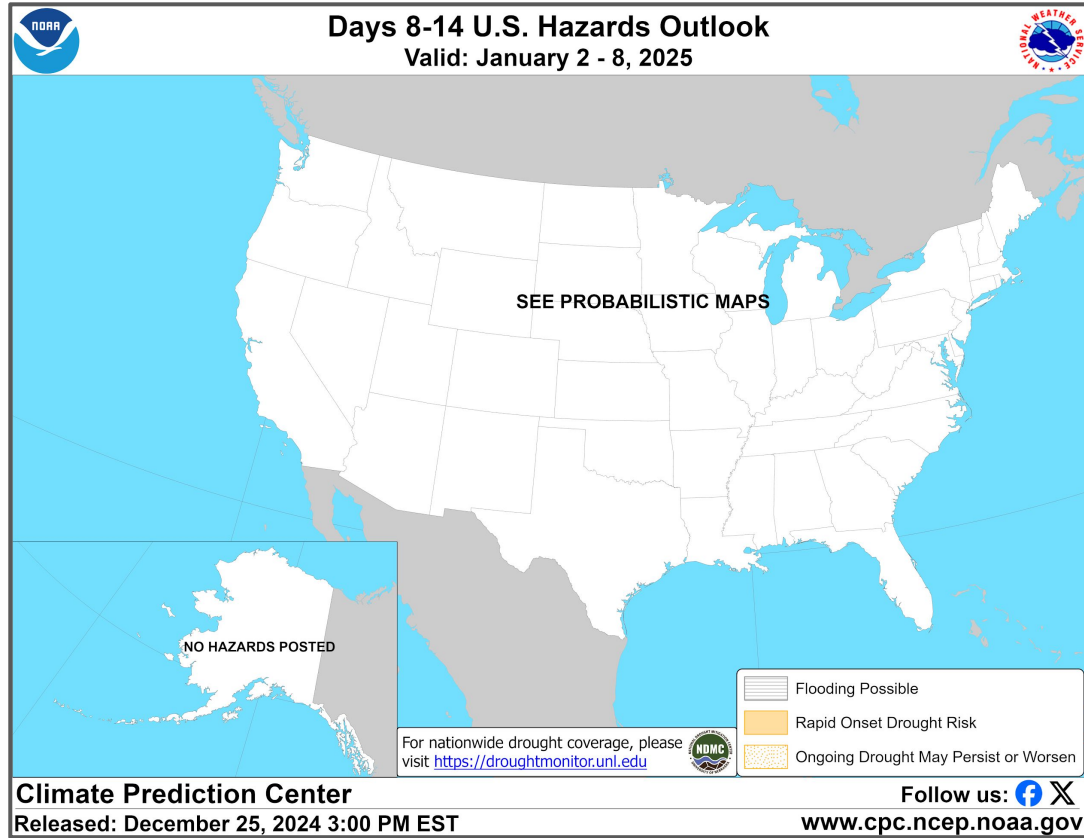 NOAA
Days 8-14 U.S. Hazards Outlook
Valid: January 2 - 8, 2025
NATIONAL WEATHER SERVICE
SEE PROBABILISTIC MAPS
NO HAZARDS POSTED
For nationwide drought coverage, please
visit https://droughtmonitor.unl.edu
NDMC
Flooding Possible
Rapid Onset Drought Risk
Ongoing Drought May Persist or Worsen
Climate Prediction Center
Follow us:
Released: December 25, 2024 3:00 PM EST
www.cpc.ncep.noaa.gov